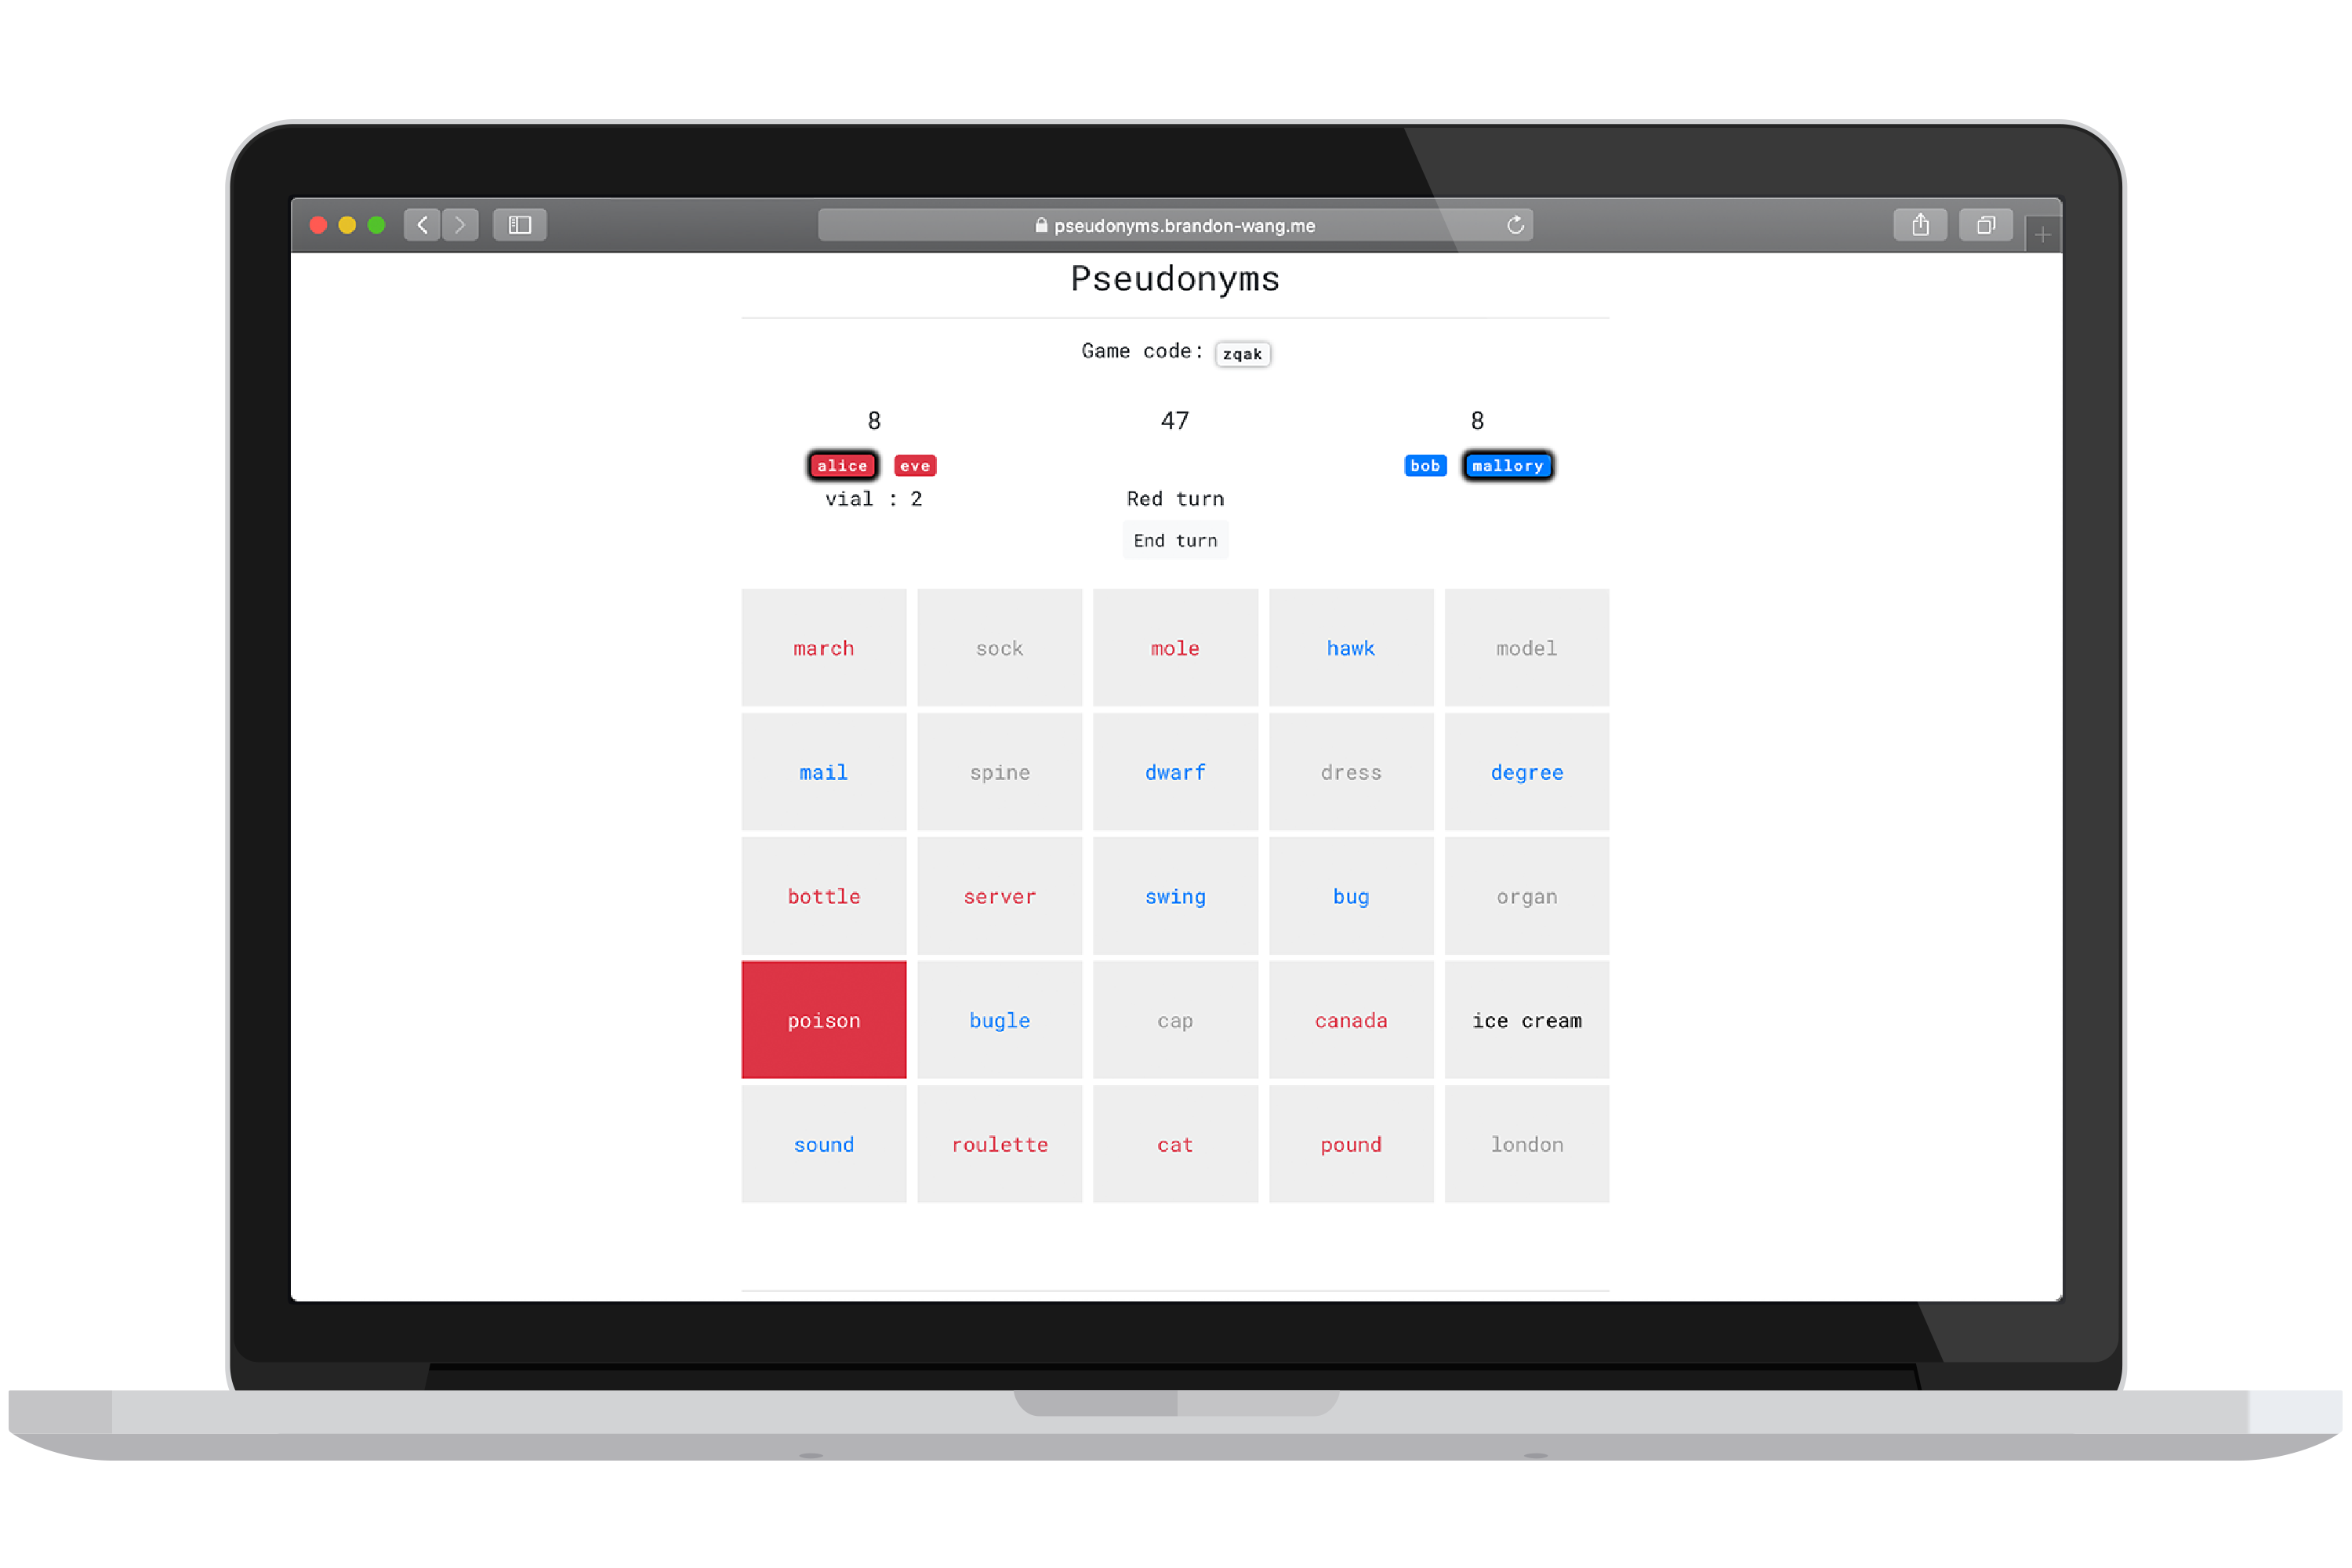 pseudonyms.brandon-wang.me
Pseudonyms
Game code: zqak
8 47 8
alice eve bob mallory
vial : 2 Red turn
End turn
march sock mole hawk model
mail spine dwarf dress degree
bottle server swing bug organ
poison bugle cap canada ice cream
sound roulette cat pound london